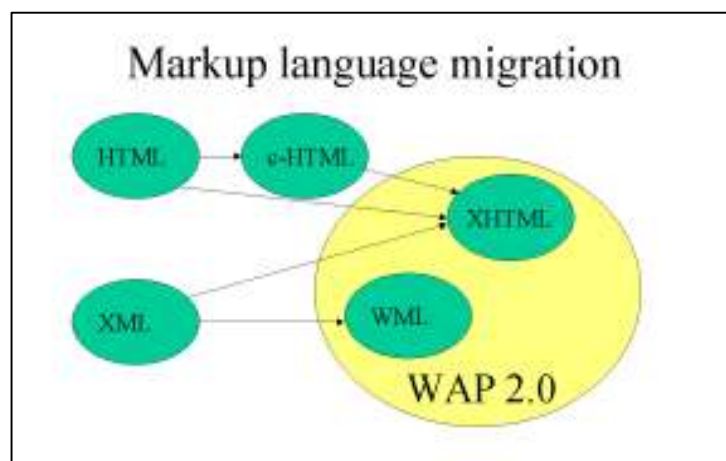 Markup language migration
HTML
c-HTML
XHTML
XML
WML
WAP 2.0